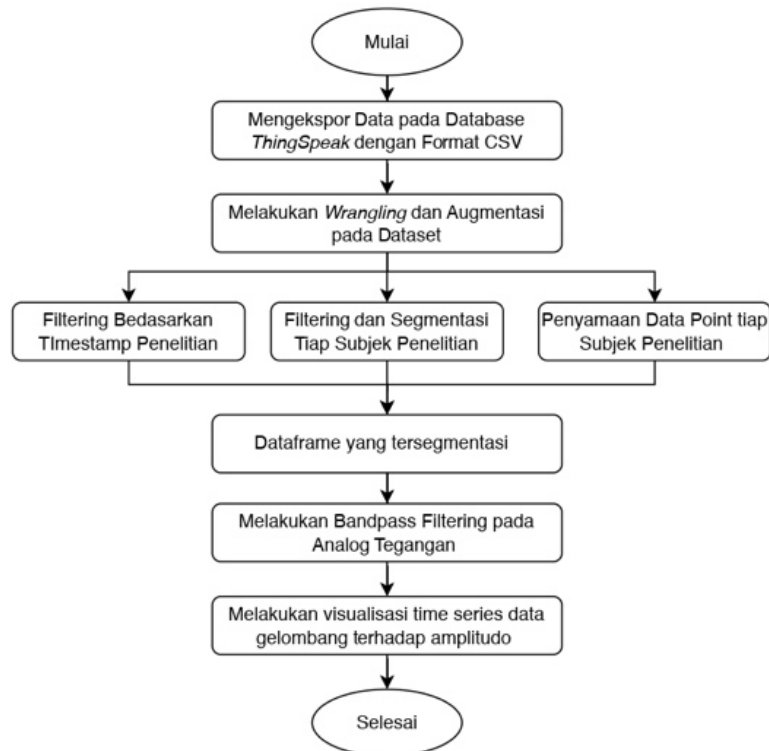 Mulai
Mengekspor Data pada Database
ThingSpeak dengan Format CSV
Melakukan Wrangling dan Augmentasi
pada Dataset
Filtering Bedasarkan
TImestamp Penelitian
Filtering dan Segmentasi
Tiap Subjek Penelitian
Penyamaan Data Point tiap
Subjek Penelitian
Dataframe yang tersegmentasi
Melakukan Bandpass Filtering pada
Analog Tegangan
Melakukan visualisasi time series data
gelombang terhadap amplitudo
Selesai